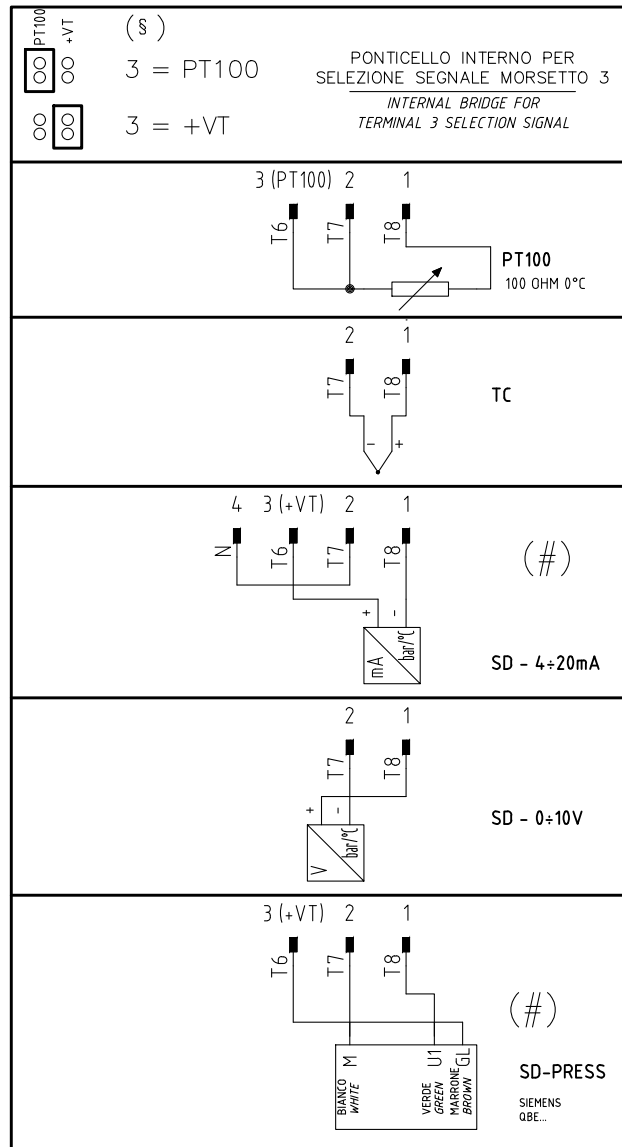 PT100 +VT
(§)
3 = PT100
3 = +VT
PONTICELLO INTERNO PER
SELEZIONE SEGNALE MORSETTO 3
INTERNAL BRIDGE FOR
TERMINAL 3 SELECTION SIGNAL
3 (PT100) 2 1
T6 T7 T8
PT100
100 OHM 0°C
2 1
T7 T8
TC
- +
4 3 (+VT) 2 1
N T6 T7 T8
(#)
+ -
mA bar/°C
SD - 4÷20mA
2 1
T7 T8
+ -
V bar/°C
SD - 0÷10V
3 (+VT) 2 1
T6 T7 T8
(#)
M U1 GL
BIANCO
WHITE
VERDE
GREEN
MARRONE
BROWN
SD-PRESS
SIEMENS
QBE...